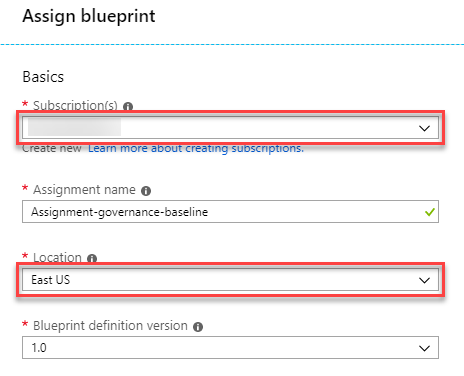 Assign blueprint
Basics
* Subscription(s)
Create new Learn more about creating subscriptions.
* Assignment name
Assignment-governance-baseline
* Location
East US
* Blueprint definition version
1.0